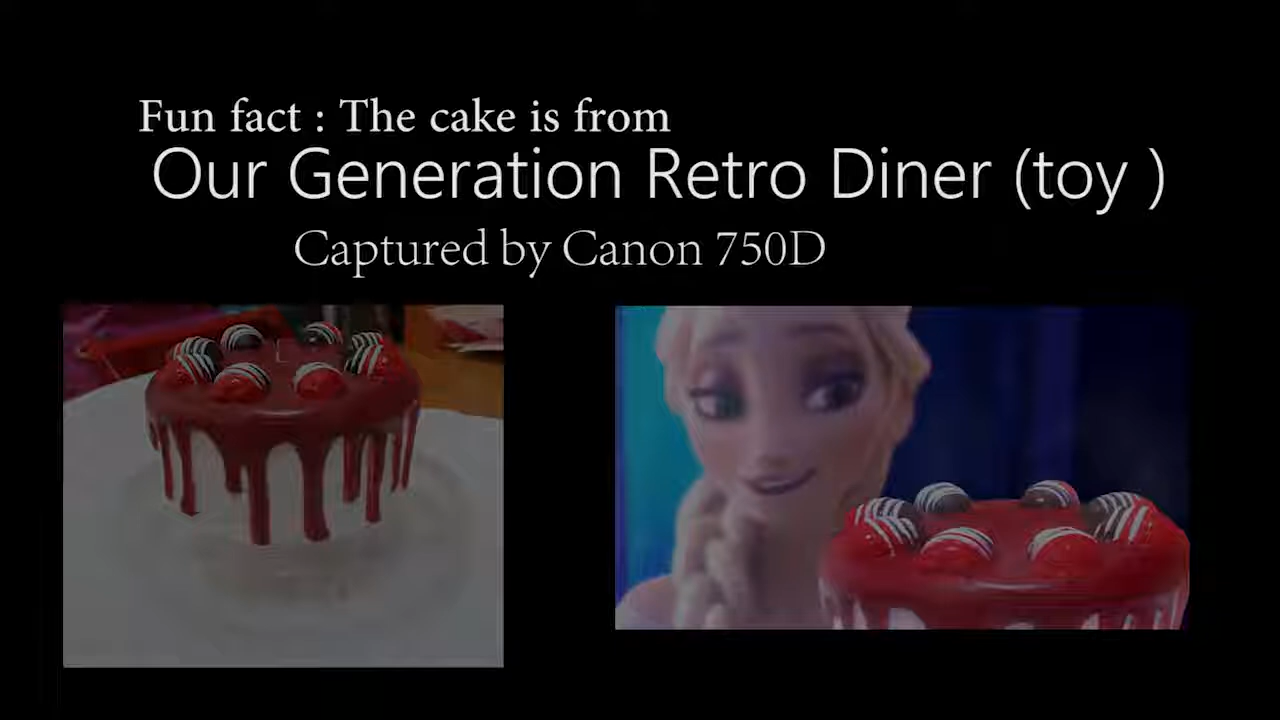 Fun fact : The cake is from
Our Generation Retro Diner (toy )
Captured by Canon 750D